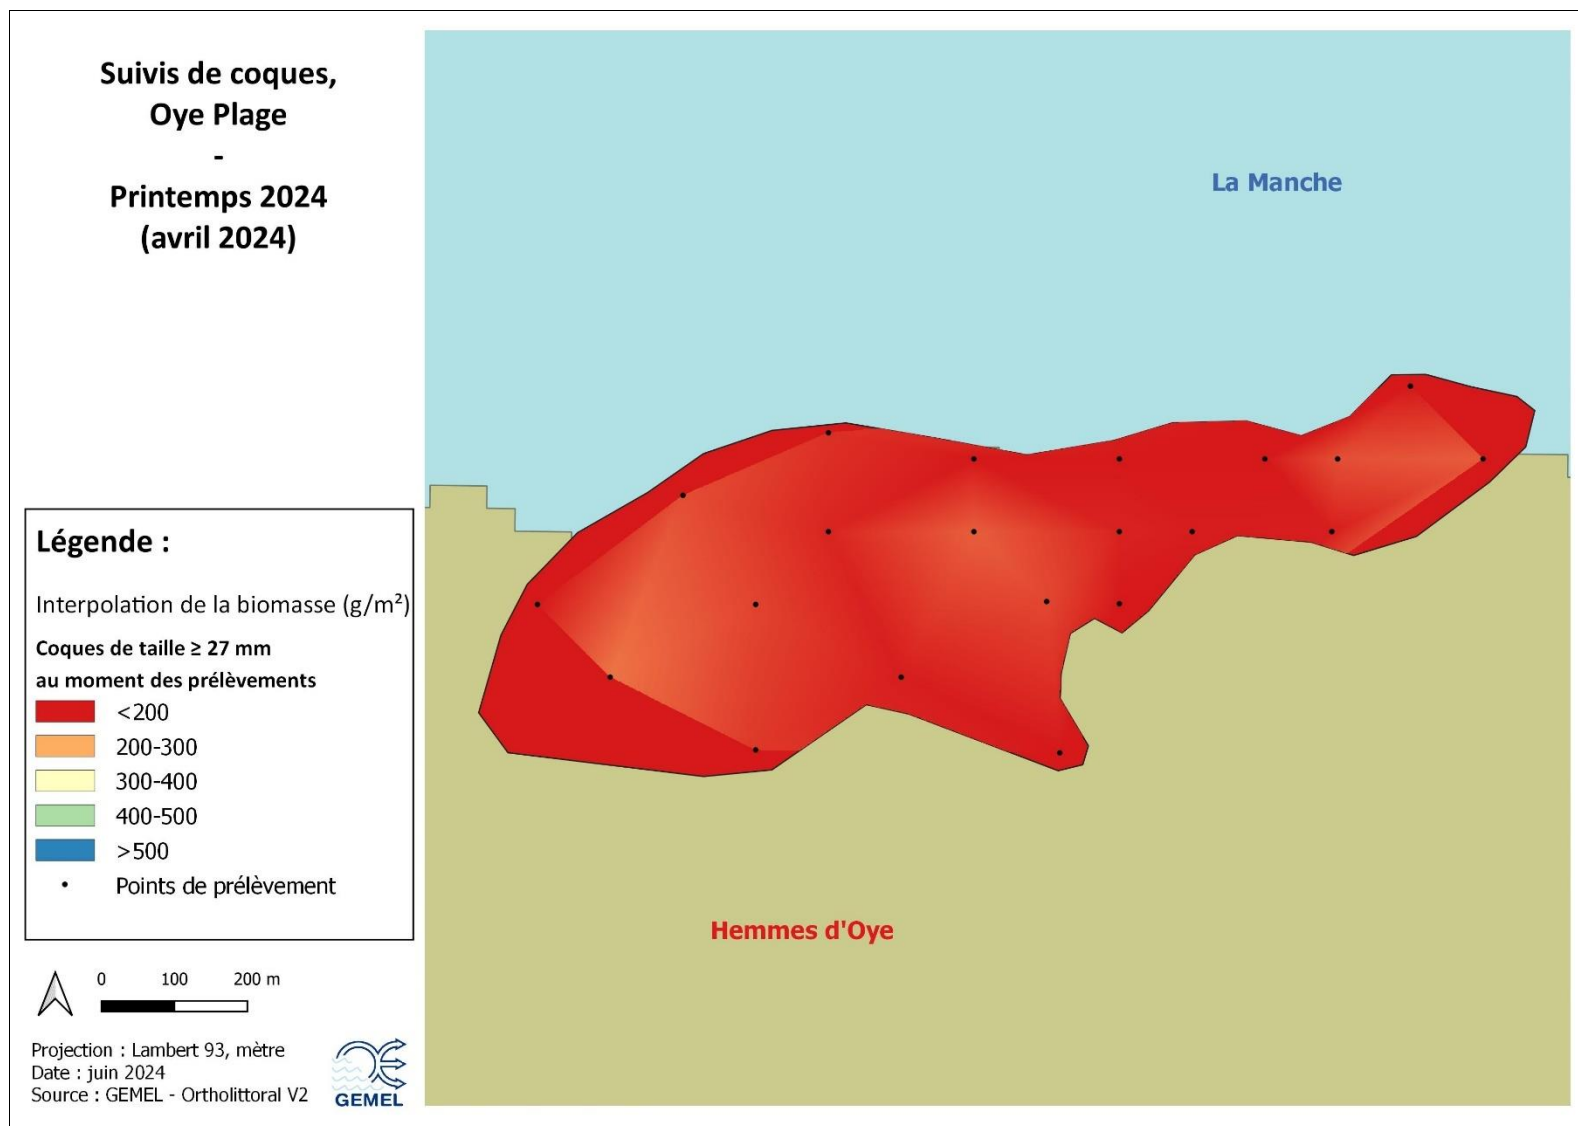 Suivis de coques,
Oye Plage
-
Printemps 2024
(avril 2024)
La Manche
Légende :
Interpolation de la biomasse (g/m²)
Coques de taille ≥ 27 mm
au moment des prélèvements
<200
200-300
300-400
400-500
>500
Points de prélèvement
Hemmes d'Oye
0 100 200 m
Projection : Lambert 93, mètre
Date : juin 2024
Source : GEMEL - Ortholittoral V2
GEMEL